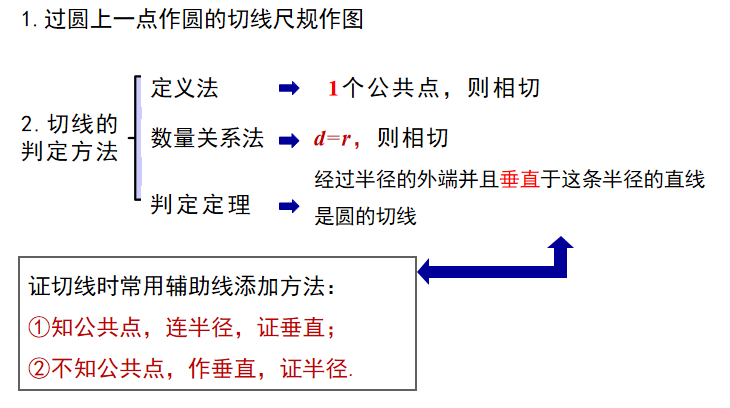 1.过圆上一点作圆的切线尺规作图
2.切线的判定方法
定义法
1个公共点，则相切
数量关系法
d=r，则相切
判定定理
经过半径的外端并且垂直于这条半径的直线
是圆的切线
证切线时常用辅助线添加方法：
①知公共点，连半径，证垂直；
②不知公共点，作垂直，证半径.